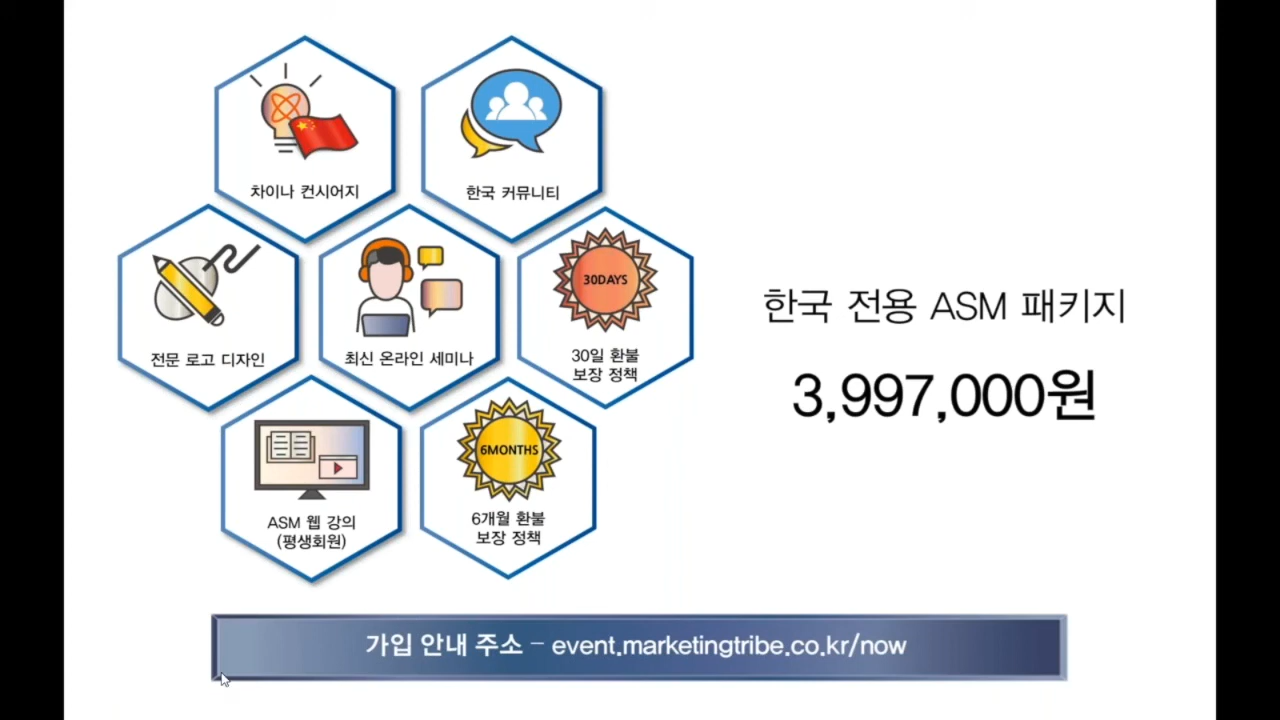 차이나 컨시어지
한국 커뮤니티
전문 로고 디자인
최신 온라인 세미나
30DAYS
30일 환불
보장 정책
한국 전용 ASM 패키지
3,997,000원
ASM 웹 강의
(평생회원)
6MONTHS
6개월 환불
보장 정책
가입 안내 주소 – event.marketingtribe.co.kr/now